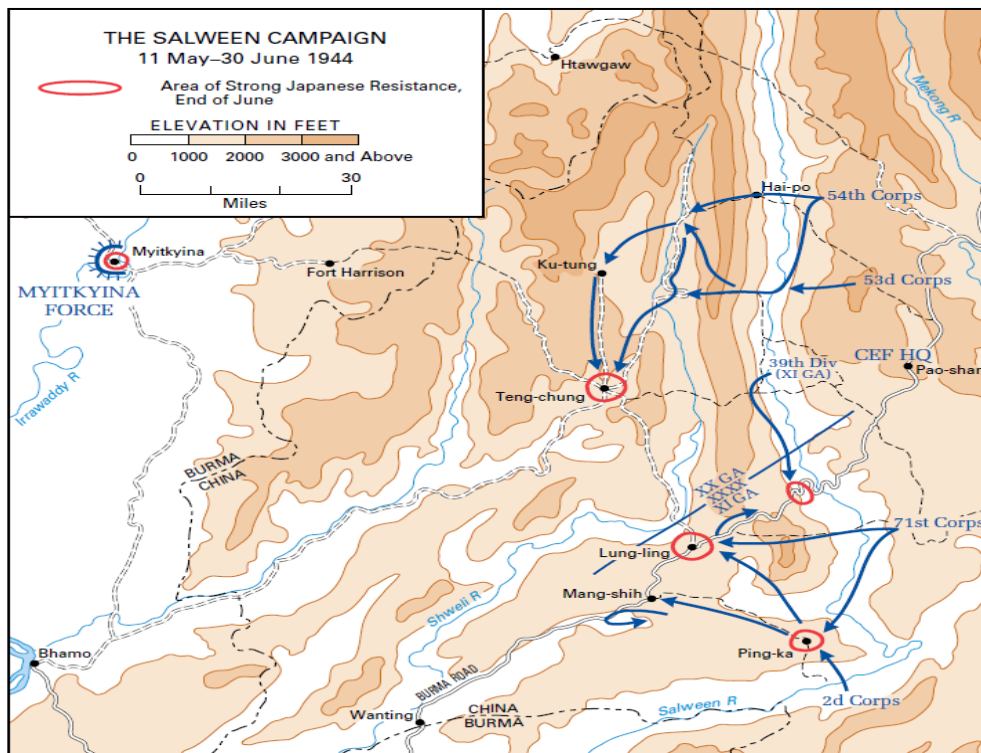 THE SALWEEN CAMPAIGN
11 May–30 June 1944
Area of Strong Japanese Resistance,
End of June
ELEVATION IN FEET
0 1000 2000 3000 and Above
0 30
Miles
Htawgaw
Mekong R
Hai-po
54th Corps
Myitkyina
Fort Harrison
Ku-tung
MYITKYINA
FORCE
53d Corps
Irrawaddy R
39th Div
(XI GA)
CEF HQ
Pao-shan
Teng-chung
BURMA
CHINA
XX GA
XXXX
XI GA
71st Corps
Lung-ling
Mang-shih
Shweli R
Bhamo
Ping-ka
BURMA ROAD
2d Corps
Salween R
Wanting
CHINA
BURMA